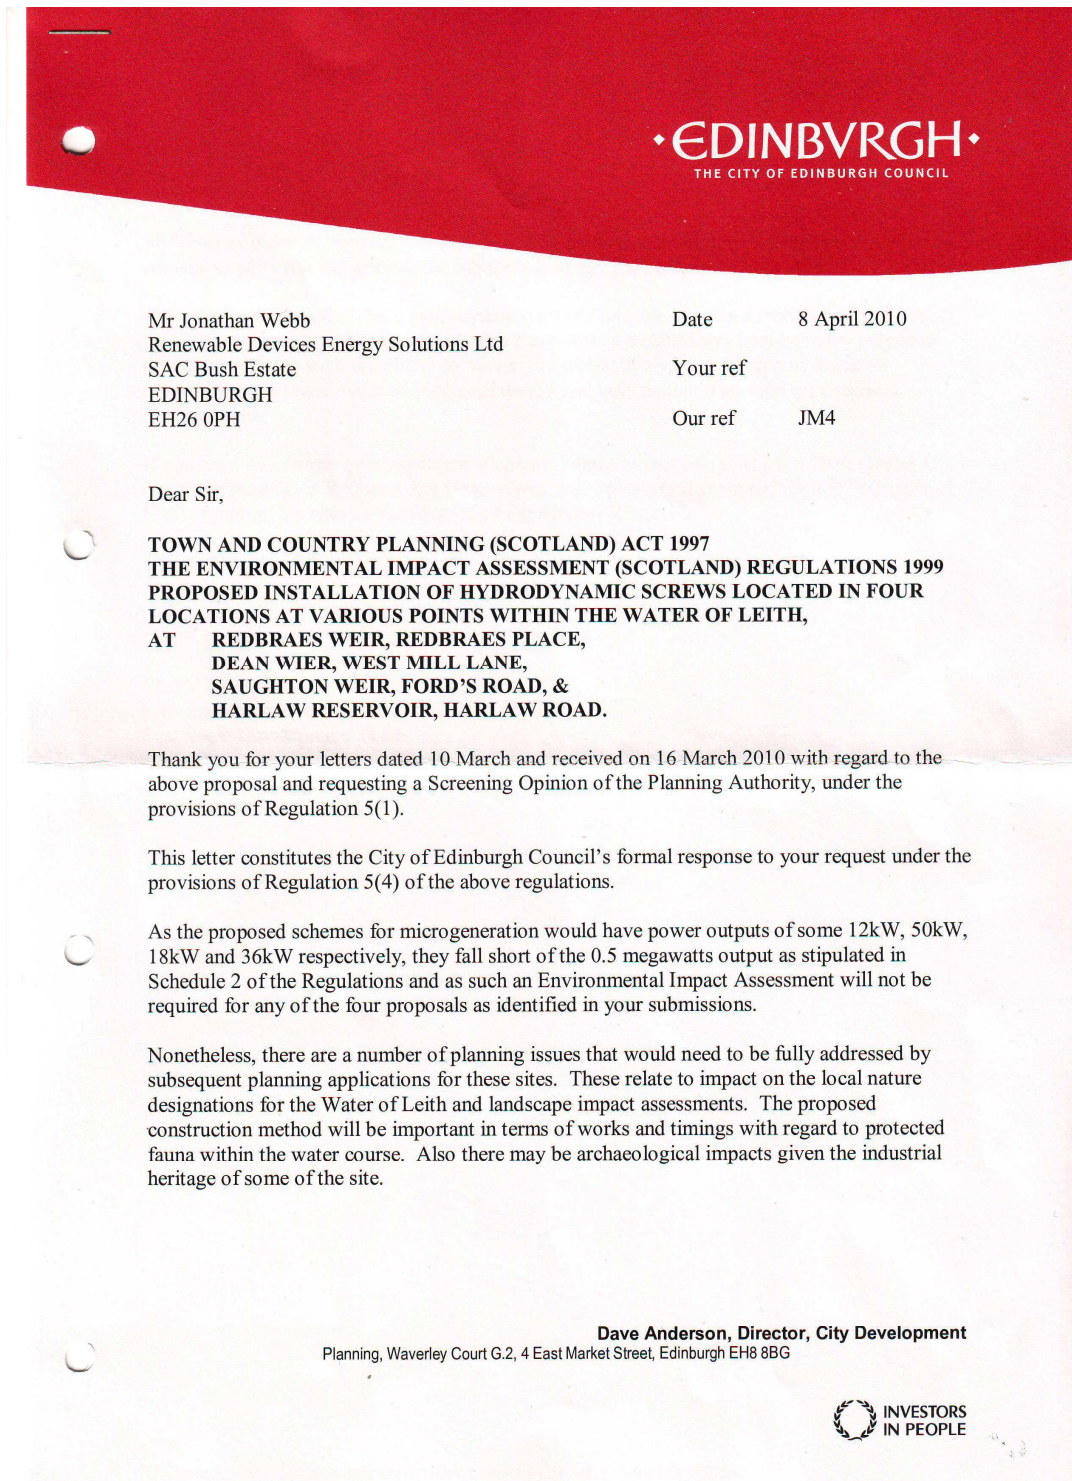 EDINBVRGH
THE CITY OF EDINBURGH COUNCIL
Mr Jonathan Webb
Renewable Devices Energy Solutions Ltd
SAC Bush Estate
EDINBURGH
EH26 0PH
Date 8 April 2010
Your ref
Our ref JM4
Dear Sir,
TOWN AND COUNTRY PLANNING (SCOTLAND) ACT 1997
THE ENVIRONMENTAL IMPACT ASSESSMENT (SCOTLAND) REGULATIONS 1999
PROPOSED INSTALLATION OF HYDRODYNAMIC SCREWS LOCATED IN FOUR
LOCATIONS AT VARIOUS POINTS WITHIN THE WATER OF LEITH,
AT REDBRAES WEIR, REDBRAES PLACE,
DEAN WIER, WEST MILL LANE,
SAUGHTON WEIR, FORD'S ROAD, &
HARLAW RESERVOIR, HARLAW ROAD.
Thank you for your letters dated 10 March and received on 16 March 2010 with regard to the
above proposal and requesting a Screening Opinion of the Planning Authority, under the
provisions of Regulation 5(1).
This letter constitutes the City of Edinburgh Council's formal response to your request under the
provisions of Regulation 5(4) of the above regulations.
As the proposed schemes for microgeneration would have power outputs of some 12kW, 50kW,
18kW and 36kW respectively, they fall short of the 0.5 megawatts output as stipulated in
Schedule 2 of the Regulations and as such an Environmental Impact Assessment will not be
required for any of the four proposals as identified in your submissions.
Nonetheless, there are a number of planning issues that would need to be fully addressed by
subsequent planning applications for these sites. These relate to impact on the local nature
designations for the Water of Leith and landscape impact assessments. The proposed
construction method will be important in terms of works and timings with regard to protected
fauna within the water course. Also there may be archaeological impacts given the industrial
heritage of some of the site.
Dave Anderson, Director, City Development
Planning, Waverley Court G.2, 4 East Market Street, Edinburgh EH8 8BG
INVESTORS
IN PEOPLE